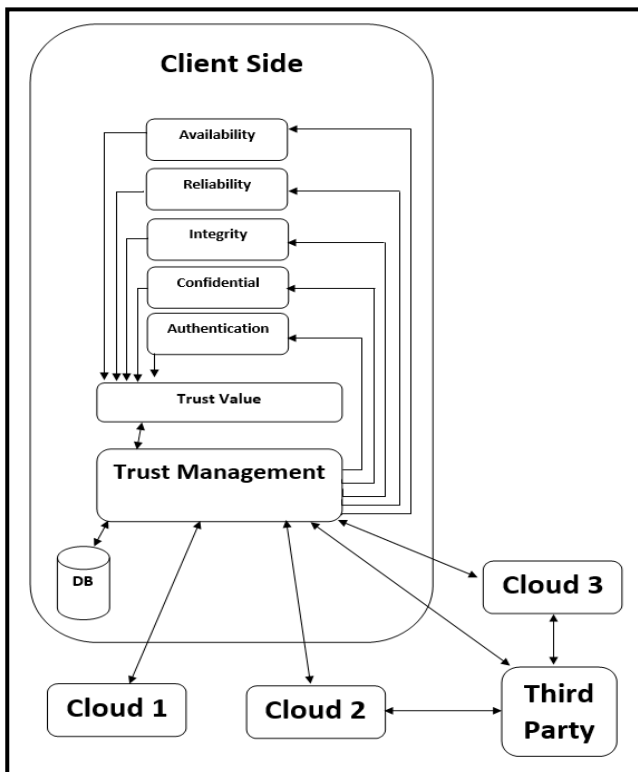 Client Side
Availability
Reliability
Integrity
Confidential
Authentication
Trust Value
Trust Management
DB
Cloud 3
Cloud 1
Cloud 2
Third
Party